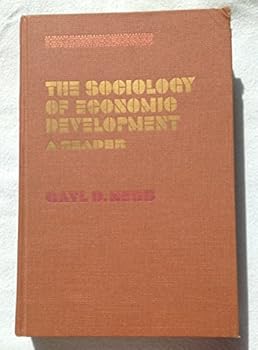 THE SOCIOLOGY
OF ECONOMIC
DEVELOPMENT
A READER
GAYL D. NESS